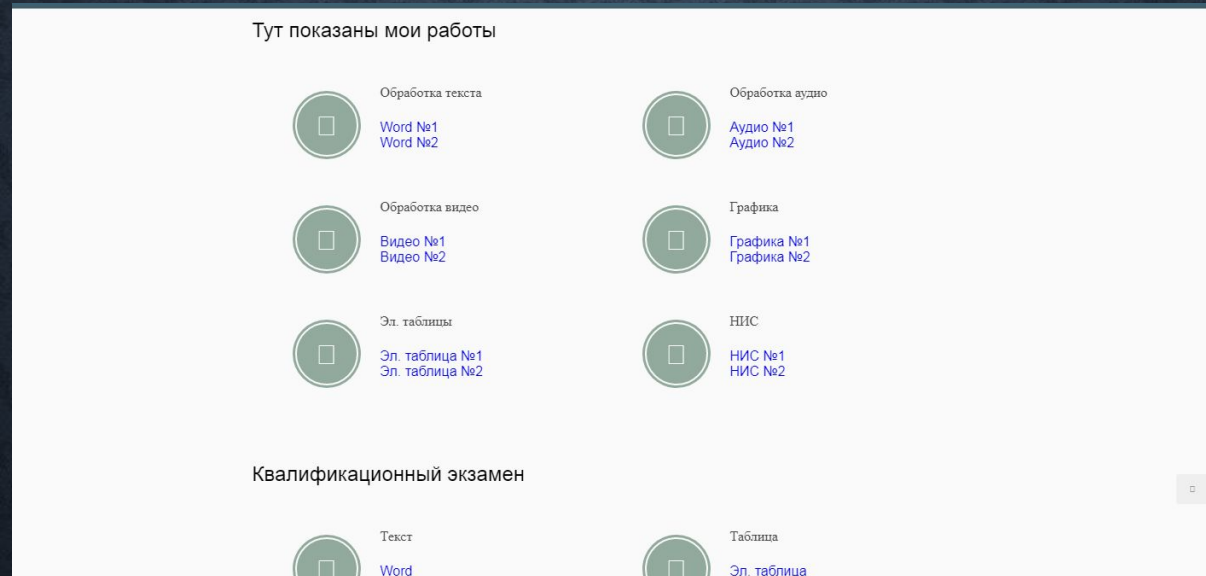 Тут показаны мои работы
Обработка текста
Word №1
Word №2
Обработка аудио
Аудио №1
Аудио №2
Обработка видео
Видео №1
Видео №2
Графика
Графика №1
Графика №2
Эл. таблицы
Эл. таблица №1
Эл. таблица №2
НИС
НИС №1
НИС №2
Квалификационный экзамен
Текст
Word
Таблица
Эл. таблица